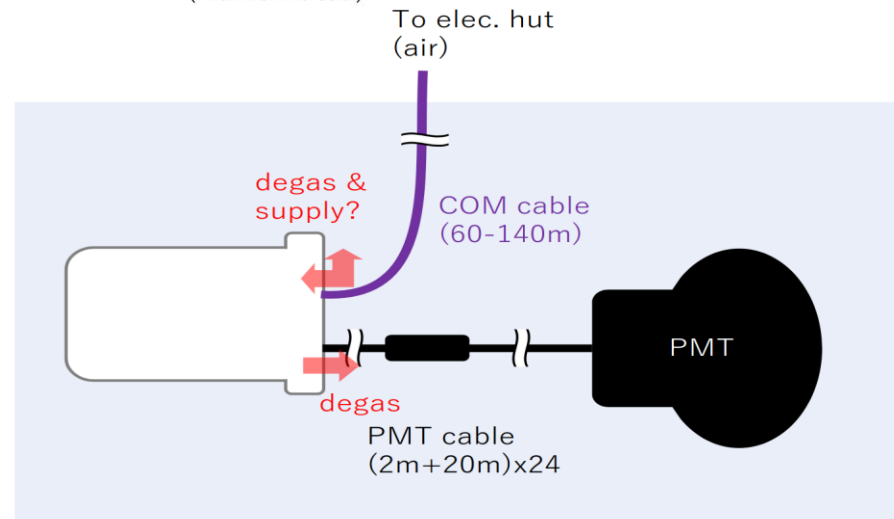 To elec. hut
(air)
degas &
supply?
COM cable
(60-140m)
PMT
degas
PMT cable
(2m+20m)x24